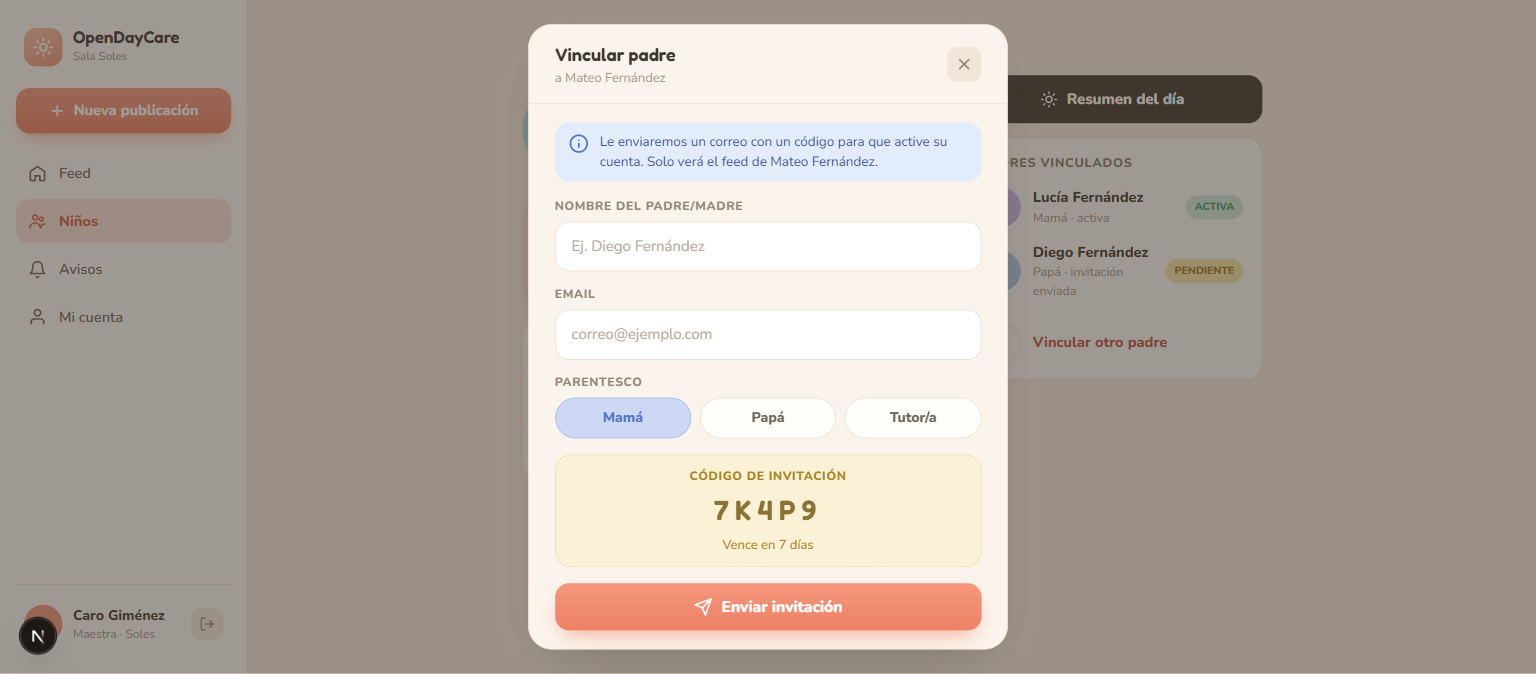 OpenDayCare
Sala Soles
Nueva publicación
Feed
Niños
Avisos
Mi cuenta
Caro Giménez
Maestra · Soles
N
Vincular padre
a Mateo Fernández
Le enviaremos un correo con un código para que active su
cuenta. Solo verá el feed de Mateo Fernández.
NOMBRE DEL PADRE/MADRE
Ej. Diego Fernández
EMAIL
correo@ejemplo.com
PARENTESCO
Mamá
Papá
Tutor/a
CÓDIGO DE INVITACIÓN
7K4P9
Vence en 7 días
Enviar invitación
Resumen del día
RES VINCULADOS
Lucía Fernández
Mamá · activa
ACTIVA
Diego Fernández
Papá · invitación
enviada
PENDIENTE
Vincular otro padre